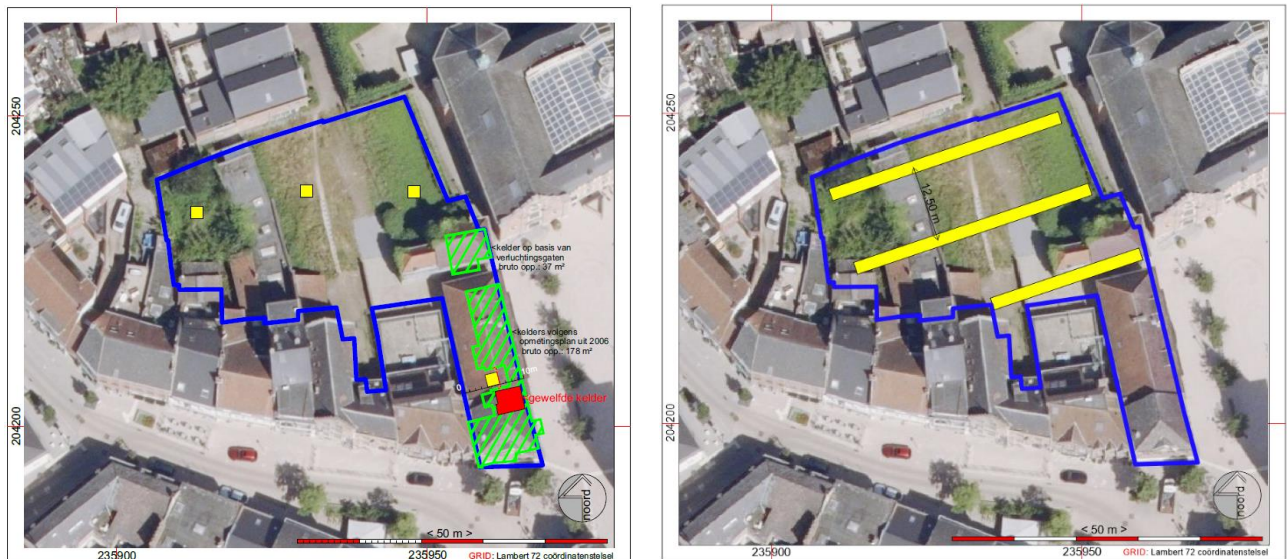 204250
204200
<kelder op basis van
verluchtingsgaten
bruto opp.: 37 m²
<kelders volgens
opmetingsplan uit 2006
bruto opp.: 178 m²
0
10m
<gewelfde kelder
noord
< 50 m >
235900
235950
GRID: Lambert 72 coördinatenstelsel
204250
204200
12.50 m
noord
< 50 m >
235900
235950
GRID: Lambert 72 coördinatenstelsel